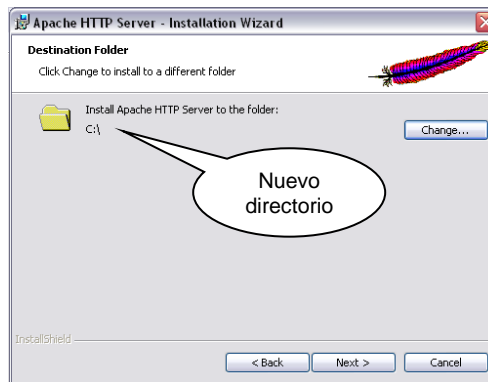 Apache HTTP Server - Installation Wizard
Destination Folder
Click Change to install to a different folder
Install Apache HTTP Server to the folder:
C:\
Change...
Nuevo
directorio
InstallShield
< Back
Next >
Cancel